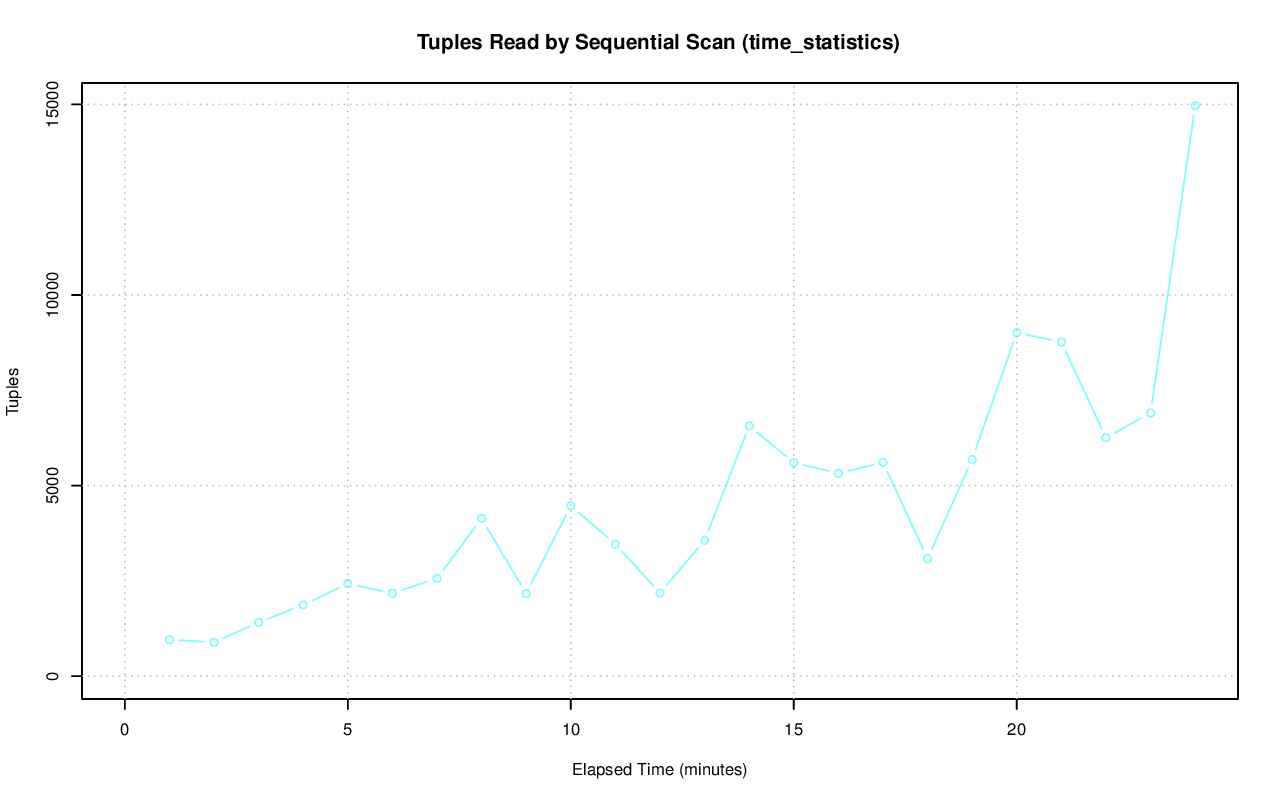 Tuples Read by Sequential Scan (time_statistics)
15000
10000
5000
0
Tuples
0 5 10 15 20
Elapsed Time (minutes)